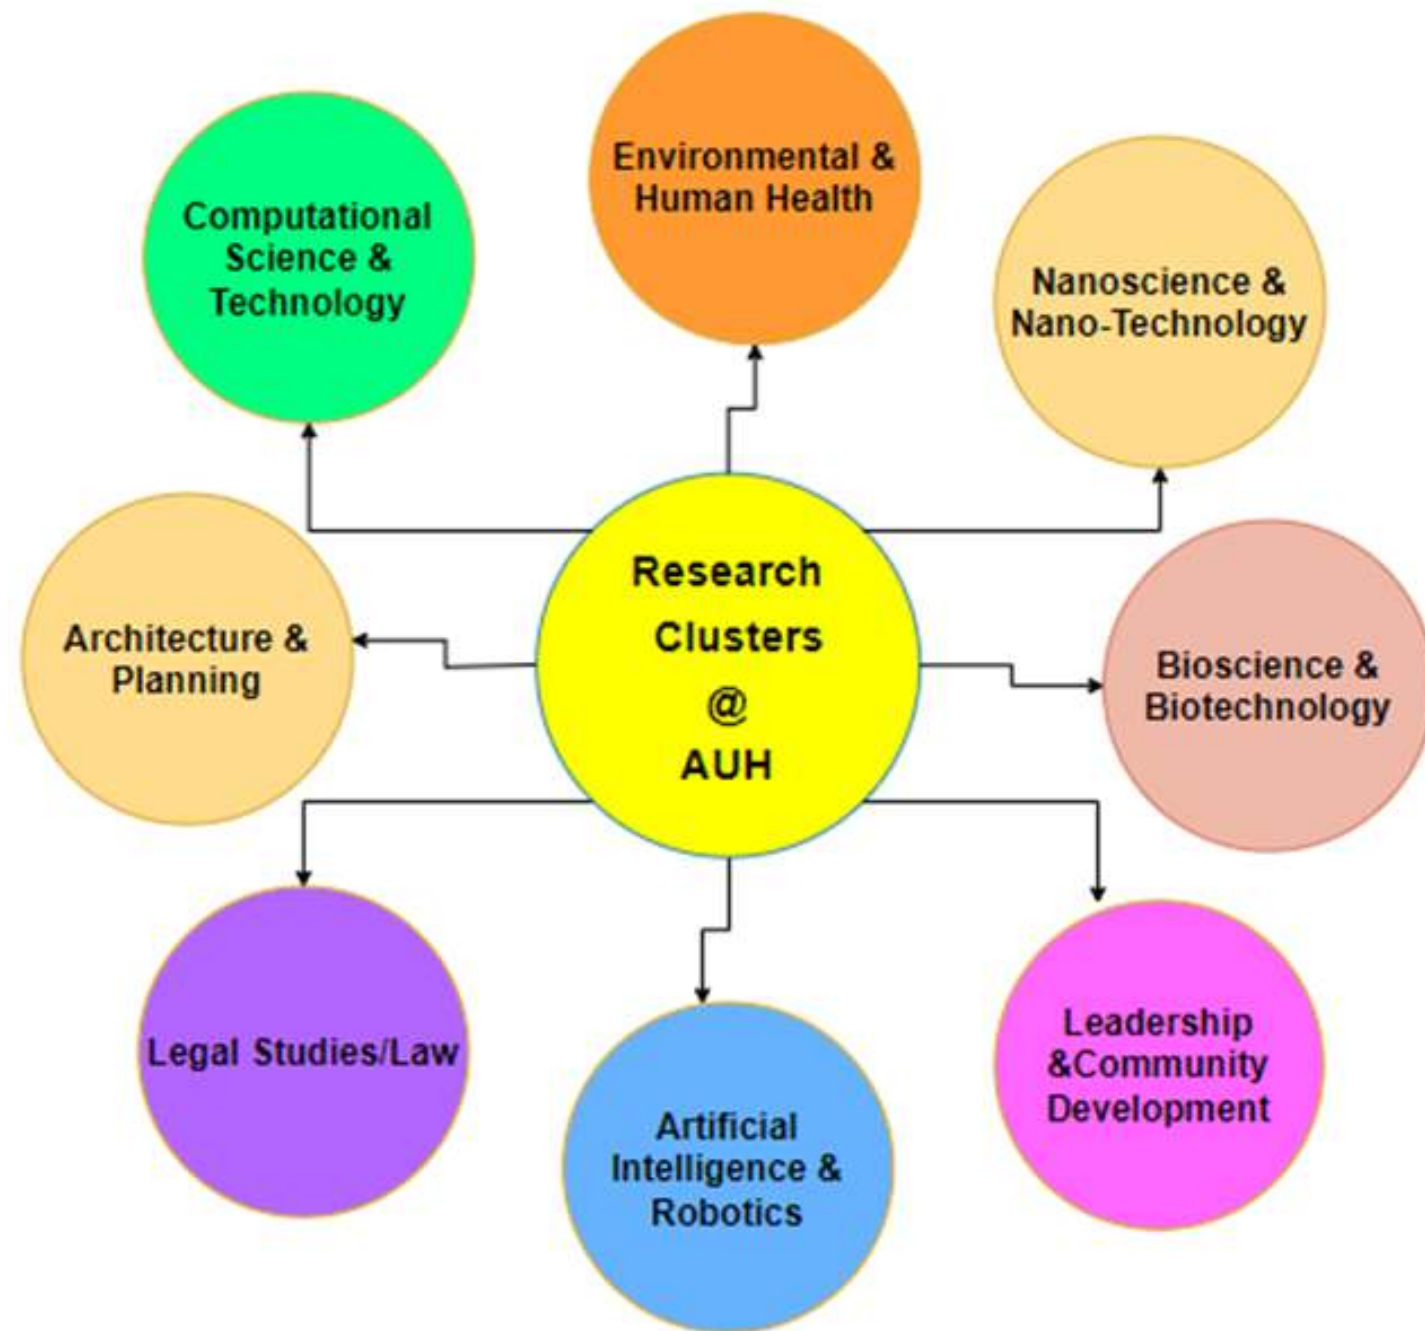 Environmental &
Human Health
Computational
Science &
Technology
Nanoscience &
Nano-Technology
Research
Clusters
@
AUH
Architecture &
Planning
Bioscience &
Biotechnology
Legal Studies/Law
Leadership
&Community
Development
Artificial
Intelligence &
Robotics